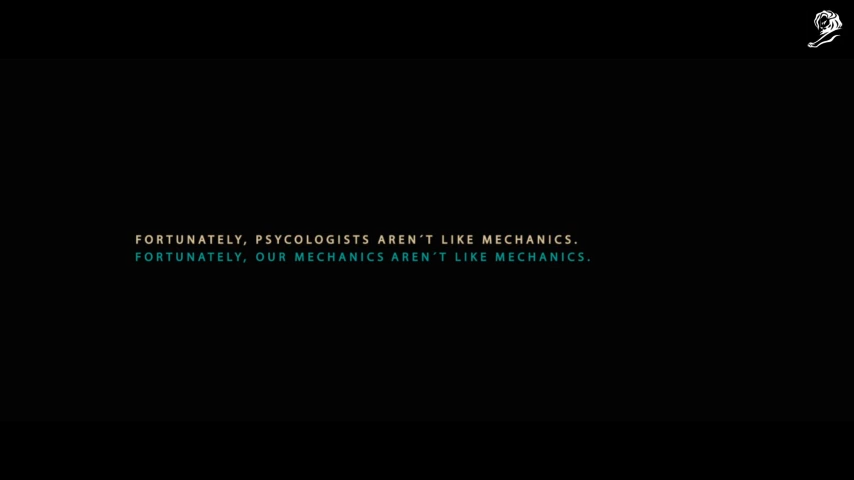 FORTUNATELY, PSYCOLOGISTS AREN´T LIKE MECHANICS.
FORTUNATELY, OUR MECHANICS AREN´T LIKE MECHANICS.